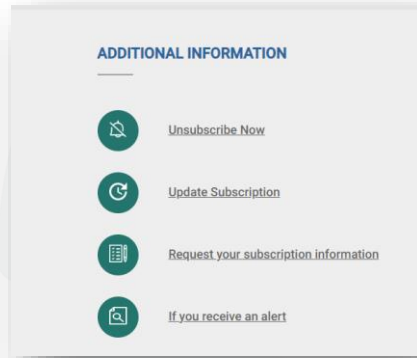 ADDITIONAL INFORMATION
Unsubscribe Now
Update Subscription
Request your subscription information
If you receive an alert